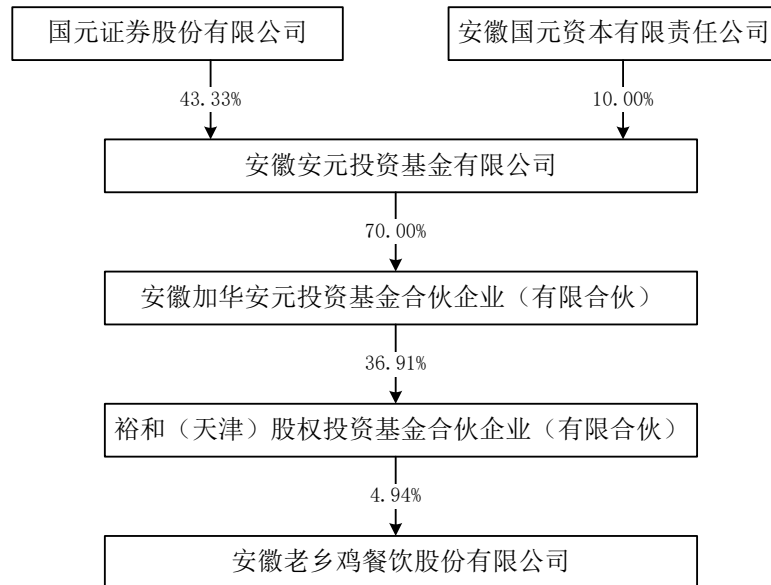 国元证券股份有限公司
安徽国元资本有限责任公司
43.33%
10.00%
安徽安元投资基金有限公司
70.00%
安徽加华安元投资基金合伙企业（有限合伙）
36.91%
裕和（天津）股权投资基金合伙企业（有限合伙）
4.94%
安徽老乡鸡餐饮股份有限公司